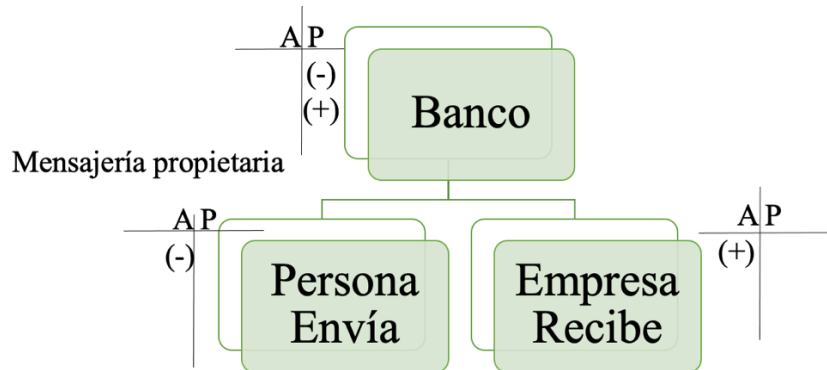 A P
(-)
(+)
Banco
Mensajería propietaria
A P
(-)
Persona
Envía
Empresa
Recibe
A P
(+)